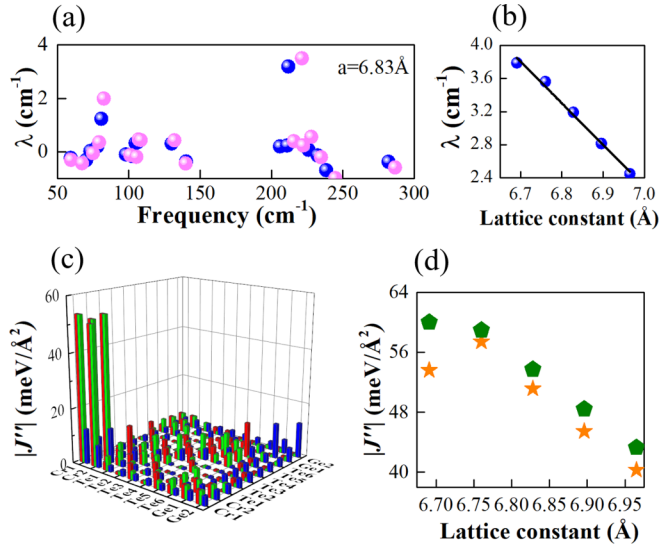 (a)
λ (cm⁻¹)
4
2
0
a=6.83Å
50 100 150 200 250 300
Frequency (cm⁻¹)
(b)
λ (cm⁻¹)
4.0
3.6
3.2
2.8
2.4
6.7 6.8 6.9 7.0
Lattice constant (Å)
(c)
|J''| (meV/Å²)
60
40
20
0
(d)
|J''| (meV/Å²)
64
56
48
40
6.70 6.75 6.80 6.85 6.90 6.95
Lattice constant (Å)